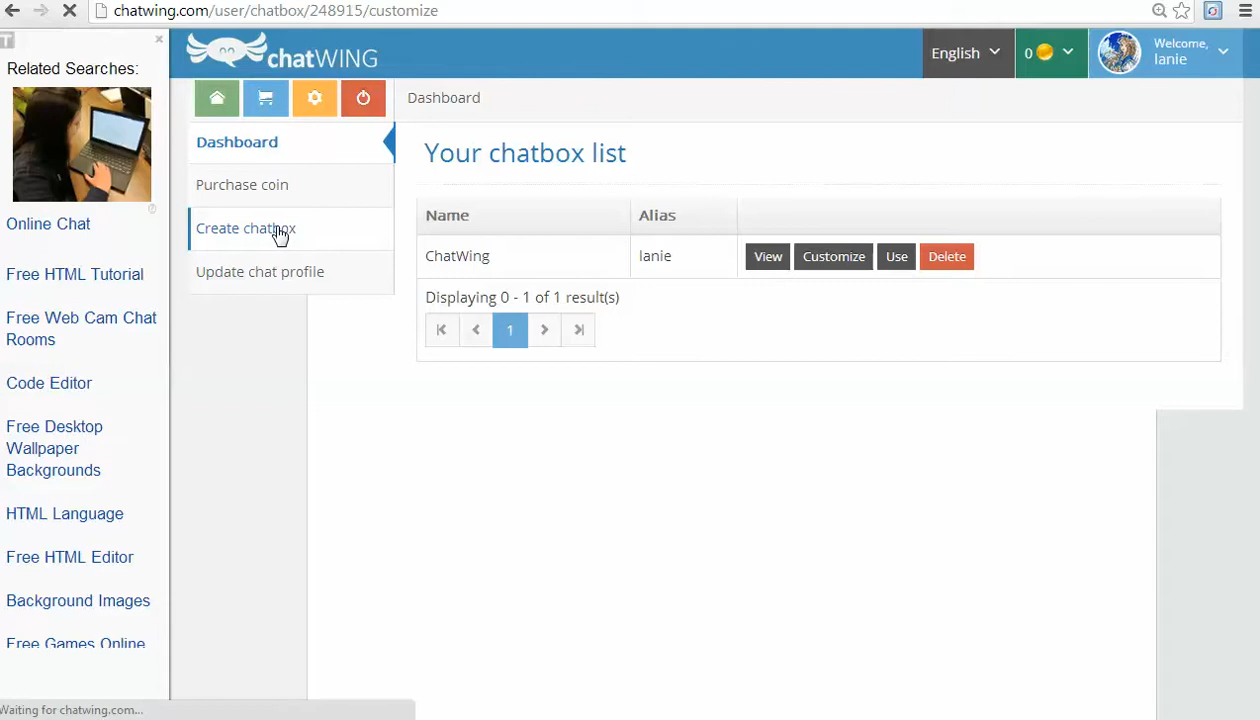 chatwing.com/user/chatbox/248915/customize
T
Related Searches:
Online Chat
Free HTML Tutorial
Free Web Cam Chat
Rooms
Code Editor
Free Desktop
Wallpaper
Backgrounds
HTML Language
Free HTML Editor
Background Images
Free Games Online
chatWING
English
0
Welcome,
lanie
Dashboard
Dashboard
Purchase coin
Create chatbox
Update chat profile
Your chatbox list
Name Alias
ChatWing lanie View Customize Use Delete
Displaying 0 - 1 of 1 result(s)
1
Waiting for chatwing.com...